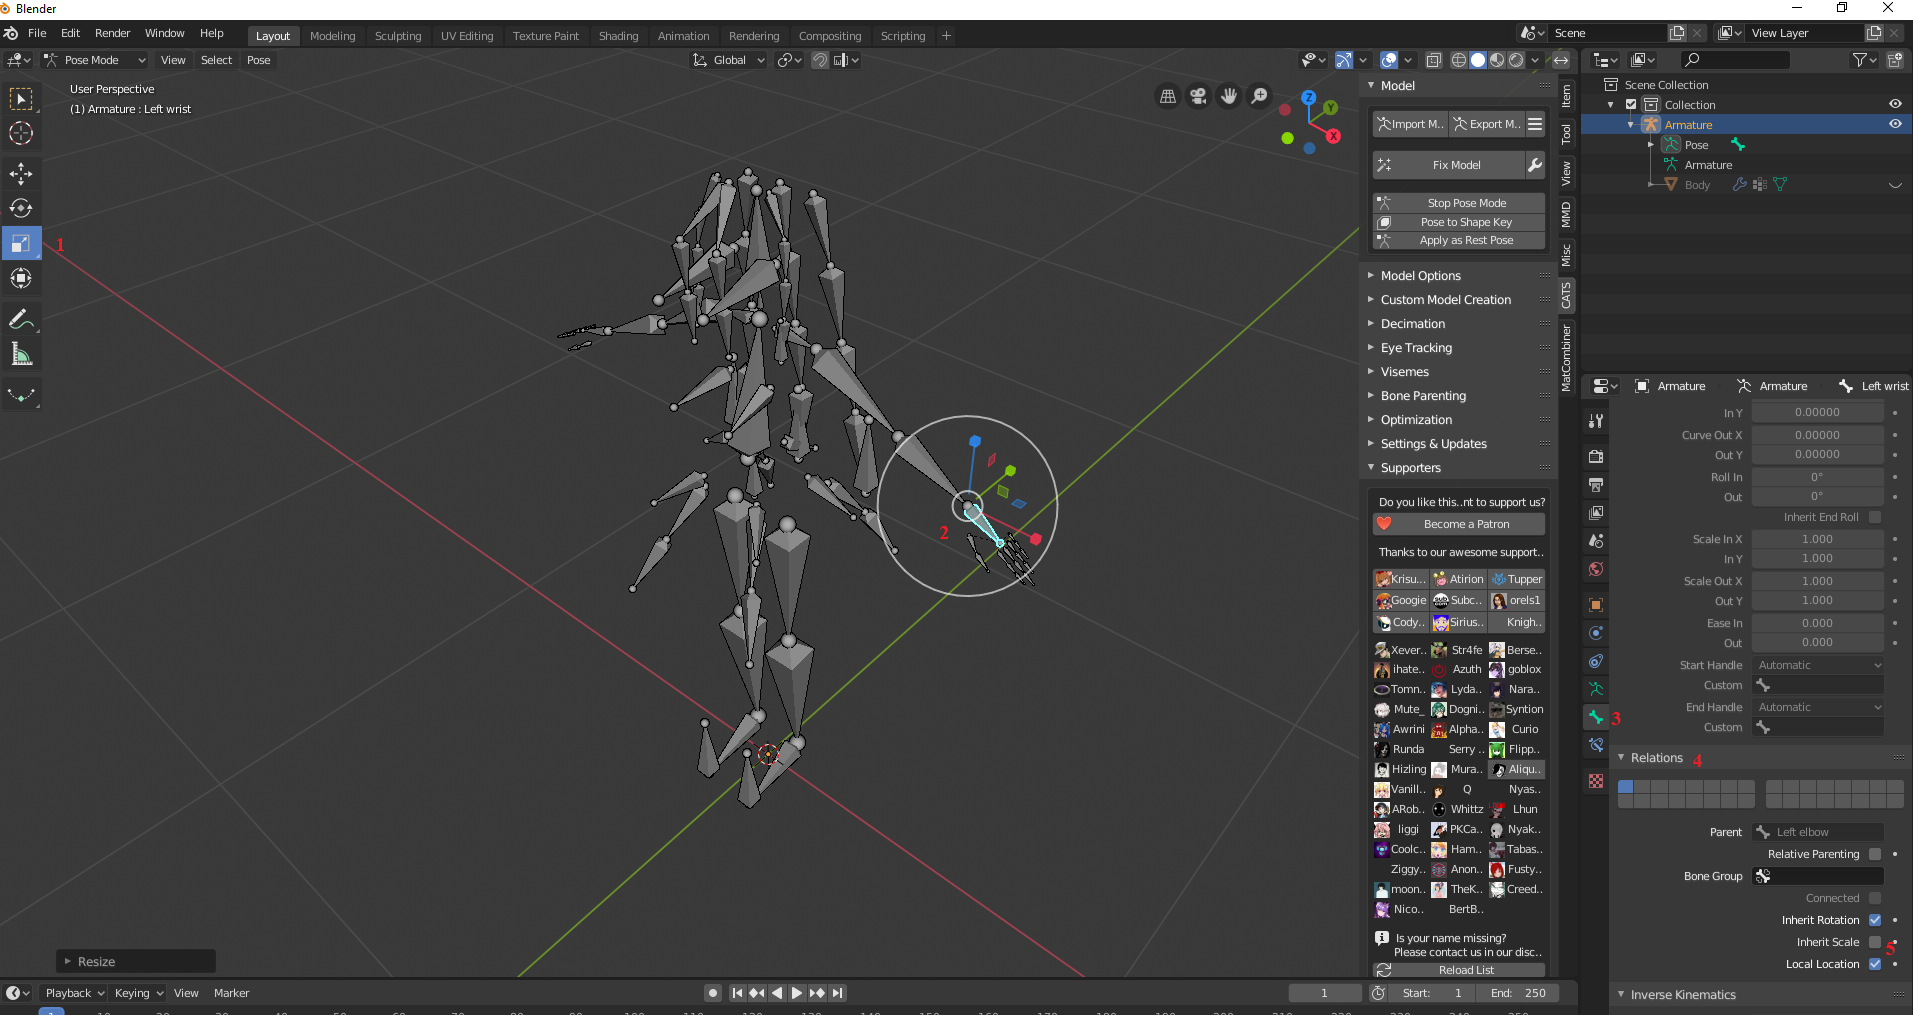 Blender
File Edit Render Window Help
Layout Modeling Sculpting UV Editing Texture Paint Shading Animation Rendering Compositing Scripting +
Scene
View Layer
Pose Mode View Select Pose
Global
User Perspective
(1) Armature : Left wrist
1
2
Z
Y
X
Model
Import M..
Export M..
Fix Model
Stop Pose Mode
Pose to Shape Key
Apply as Rest Pose
Model Options
Custom Model Creation
Decimation
Eye Tracking
Visemes
Bone Parenting
Optimization
Settings & Updates
Supporters
Do you like this..nt to support us?
Become a Patron
Thanks to our awesome support..
Krisu... Atirion Tupper
Googie Subc.. orels1
Cody.. Sirius.. Knigh..
Xever.. Str4fe Berse..
ihate.. Azuth goblox
Tomn.. Lyda.. Nara..
Mute_ Dogni.. Syntion
Awrini Alpha.. Curio
Runda Serry .. Flipp..
Hizling Mura.. Aliqu..
Vanill.. Q Nyas..
ARob.. Whittz Lhun
liggi PKCa.. Nyak..
Coolc.. Ham.. Tabas..
Ziggy.. Anon.. Fusty..
moon.. TheK.. Creed..
Nico.. BertB..
Is your name missing?
Please contact us in our disc..
Reload List
Item
Tool
View
MMD
Misc
CATS
MatCombiner
Scene Collection
Collection
Armature
Pose
Armature
Body
Armature Armature Left wrist
In Y 0.00000
Curve Out X 0.00000
Out Y 0.00000
Roll In 0°
Out 0°
Inherit End Roll
Scale In X 1.000
In Y 1.000
Scale Out X 1.000
Out Y 1.000
Ease In 0.000
Out 0.000
Start Handle Automatic
Custom
End Handle Automatic
Custom
3
Relations 4
Parent Left elbow
Relative Parenting
Bone Group
Connected
Inherit Rotation
Inherit Scale 5
Local Location
Inverse Kinematics
Resize
Playback Keying View Marker
1
Start: 1 End: 250